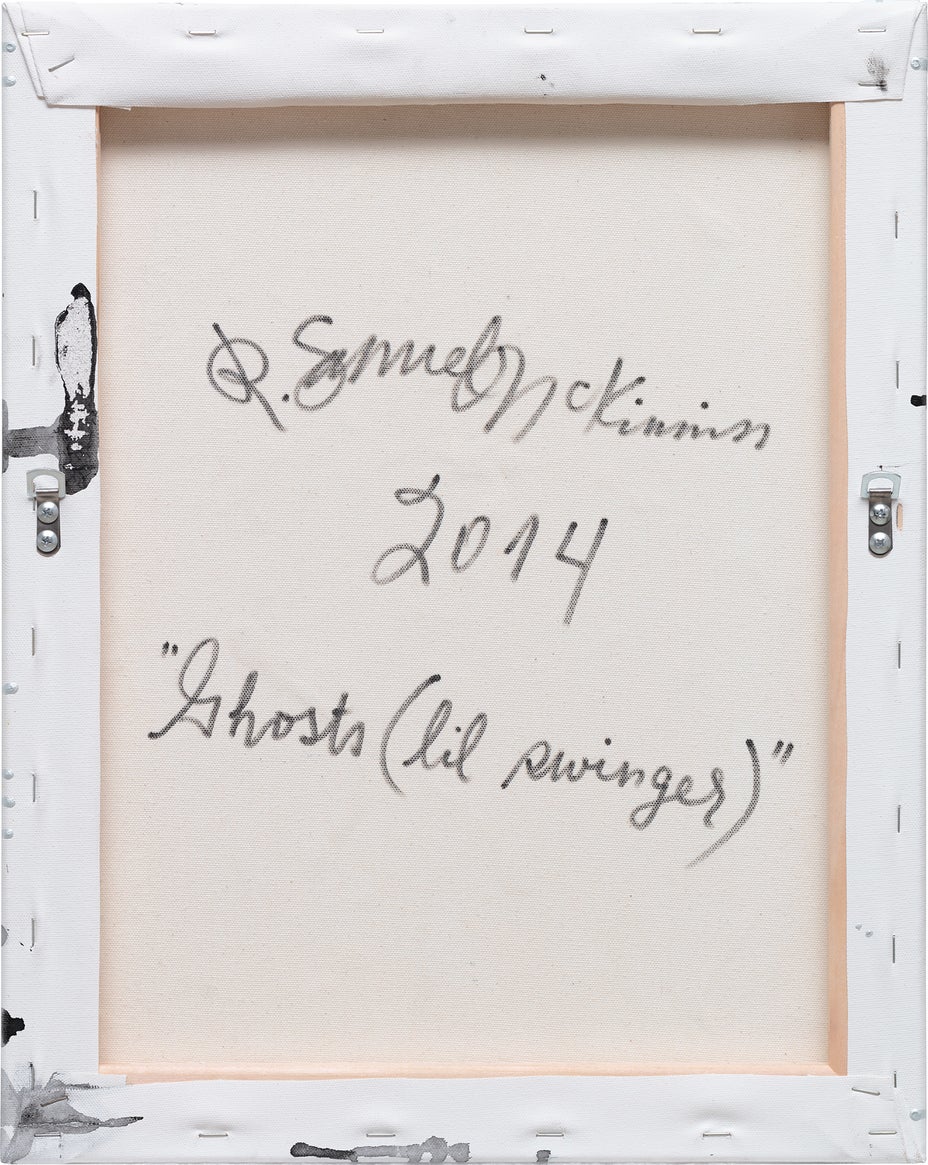 R. Samuel McKinniss
2014
"Ghosts (lil swinger)"